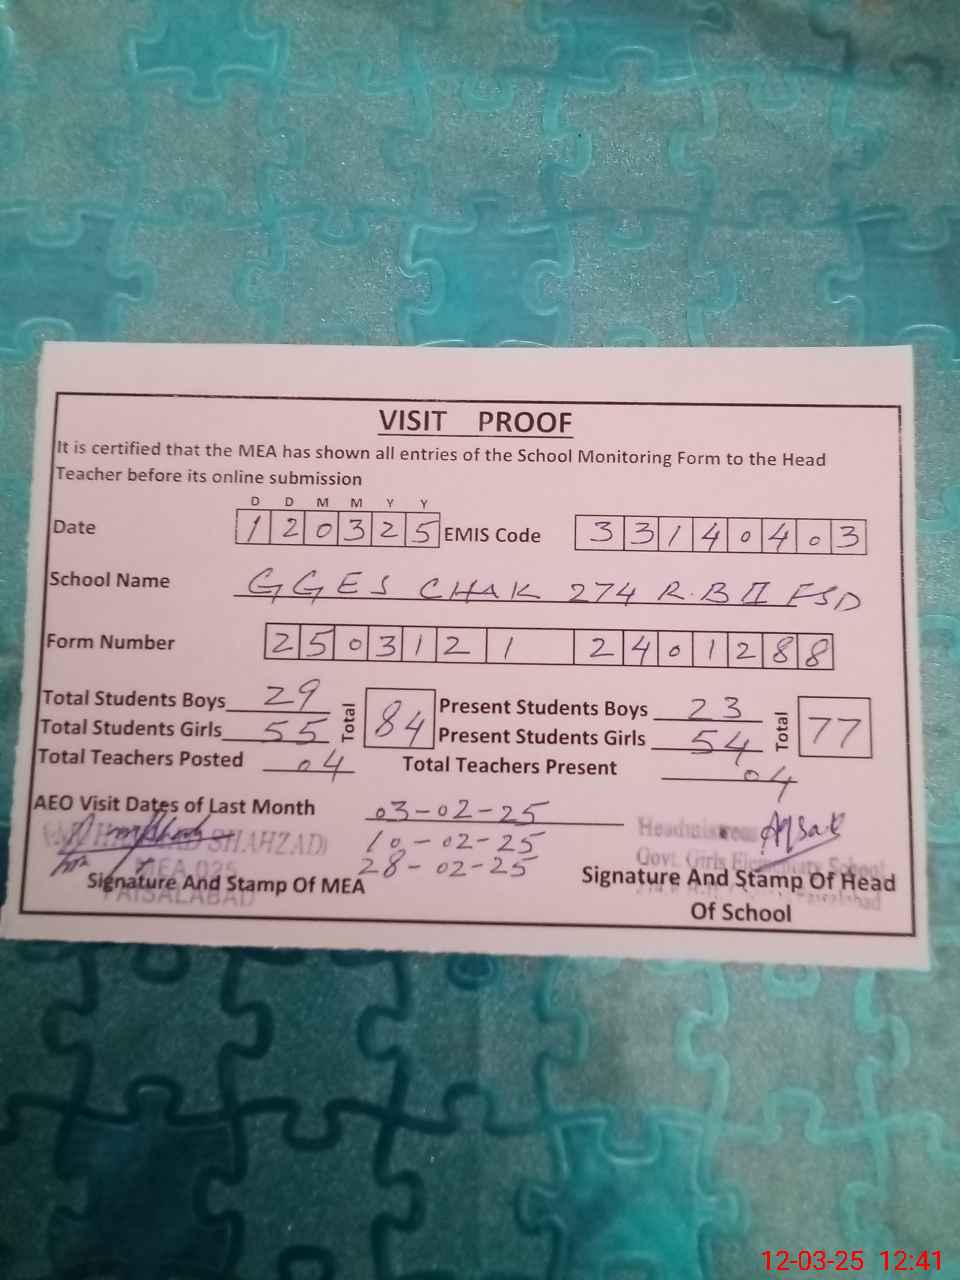 VISIT PROOF
It is certified that the MEA has shown all entries of the School Monitoring Form to the Head
Teacher before its online submission
D D M M Y Y
Date 1 2 0 3 2 5 EMIS Code 3 3 1 4 0 4 0 3
School Name GGES CHAK 274 R.B II FSD
Form Number 2 5 0 3 1 2 1 2 4 0 1 2 8 8
Total Students Boys 29 Total 84 Present Students Boys 23 Total 77
Total Students Girls 55 Present Students Girls 54
Total Teachers Posted 04 Total Teachers Present 04
AEO Visit Dates of Last Month 03-02-25
10-02-25
28-02-25
SHAHZAD)
MEA 025
FAISALABAD
Signature And Stamp Of MEA
Headmistress
Govt. Girls Elementary School
Faisalabad
Signature And Stamp Of Head
Of School
12-03-25 12:41